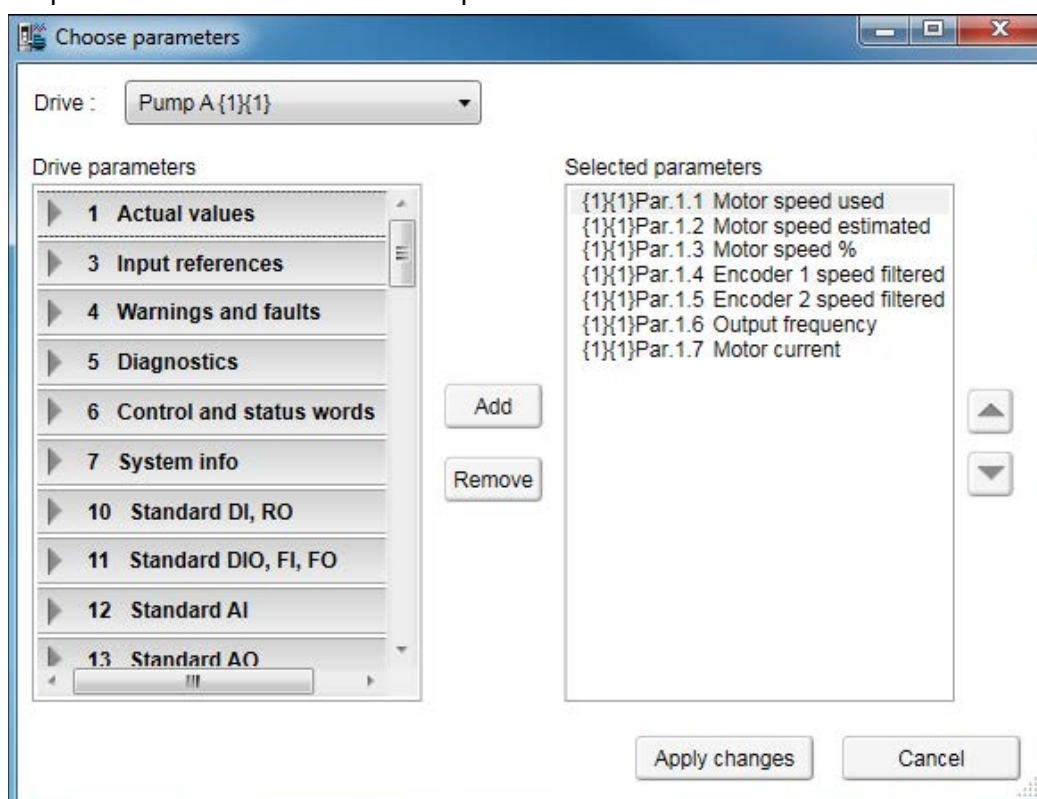 Choose parameters
Drive : Pump A {1}{1}
Drive parameters
1 Actual values
3 Input references
4 Warnings and faults
5 Diagnostics
6 Control and status words
7 System info
10 Standard DI, RO
11 Standard DIO, FI, FO
12 Standard AI
13 Standard AO
Add
Remove
Selected parameters
{1}{1}Par.1.1 Motor speed used
{1}{1}Par.1.2 Motor speed estimated
{1}{1}Par.1.3 Motor speed %
{1}{1}Par.1.4 Encoder 1 speed filtered
{1}{1}Par.1.5 Encoder 2 speed filtered
{1}{1}Par.1.6 Output frequency
{1}{1}Par.1.7 Motor current
Apply changes
Cancel